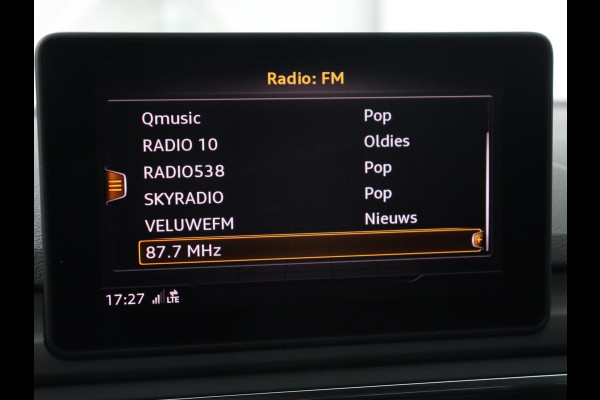 Radio: FM
Qmusic Pop
RADIO 10 Oldies
RADIO538 Pop
SKYRADIO Pop
VELUWEFM Nieuws
87.7 MHz
17:27 LTE